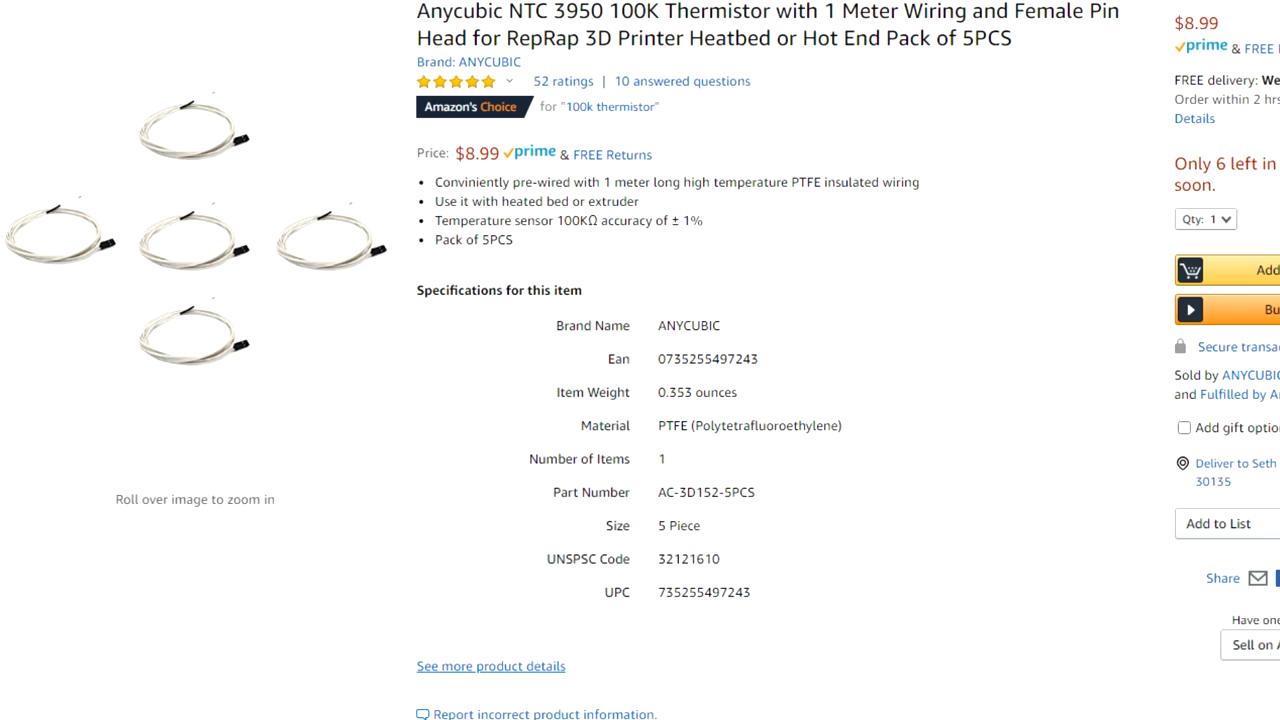 Anycubic NTC 3950 100K Thermistor with 1 Meter Wiring and Female Pin
Head for RepRap 3D Printer Heatbed or Hot End Pack of 5PCS
Brand: ANYCUBIC
52 ratings | 10 answered questions
Amazon's Choice for "100k thermistor"
Price: $8.99 prime & FREE Returns
• Conviniently pre-wired with 1 meter long high temperature PTFE insulated wiring
• Use it with heated bed or extruder
• Temperature sensor 100KΩ accuracy of ± 1%
• Pack of 5PCS
Specifications for this item
Brand Name ANYCUBIC
Ean 0735255497243
Item Weight 0.353 ounces
Material PTFE (Polytetrafluoroethylene)
Number of Items 1
Part Number AC-3D152-5PCS
Size 5 Piece
UNSPSC Code 32121610
UPC 735255497243
See more product details
Report incorrect product information.
Roll over image to zoom in
$8.99
prime & FREE
FREE delivery: We
Order within 2 hrs
Details
Only 6 left in
soon.
Qty: 1
Add
Bu
Secure transa
Sold by ANYCUBIC
and Fulfilled by A
Add gift optio
Deliver to Seth
30135
Add to List
Share
Have one
Sell on A